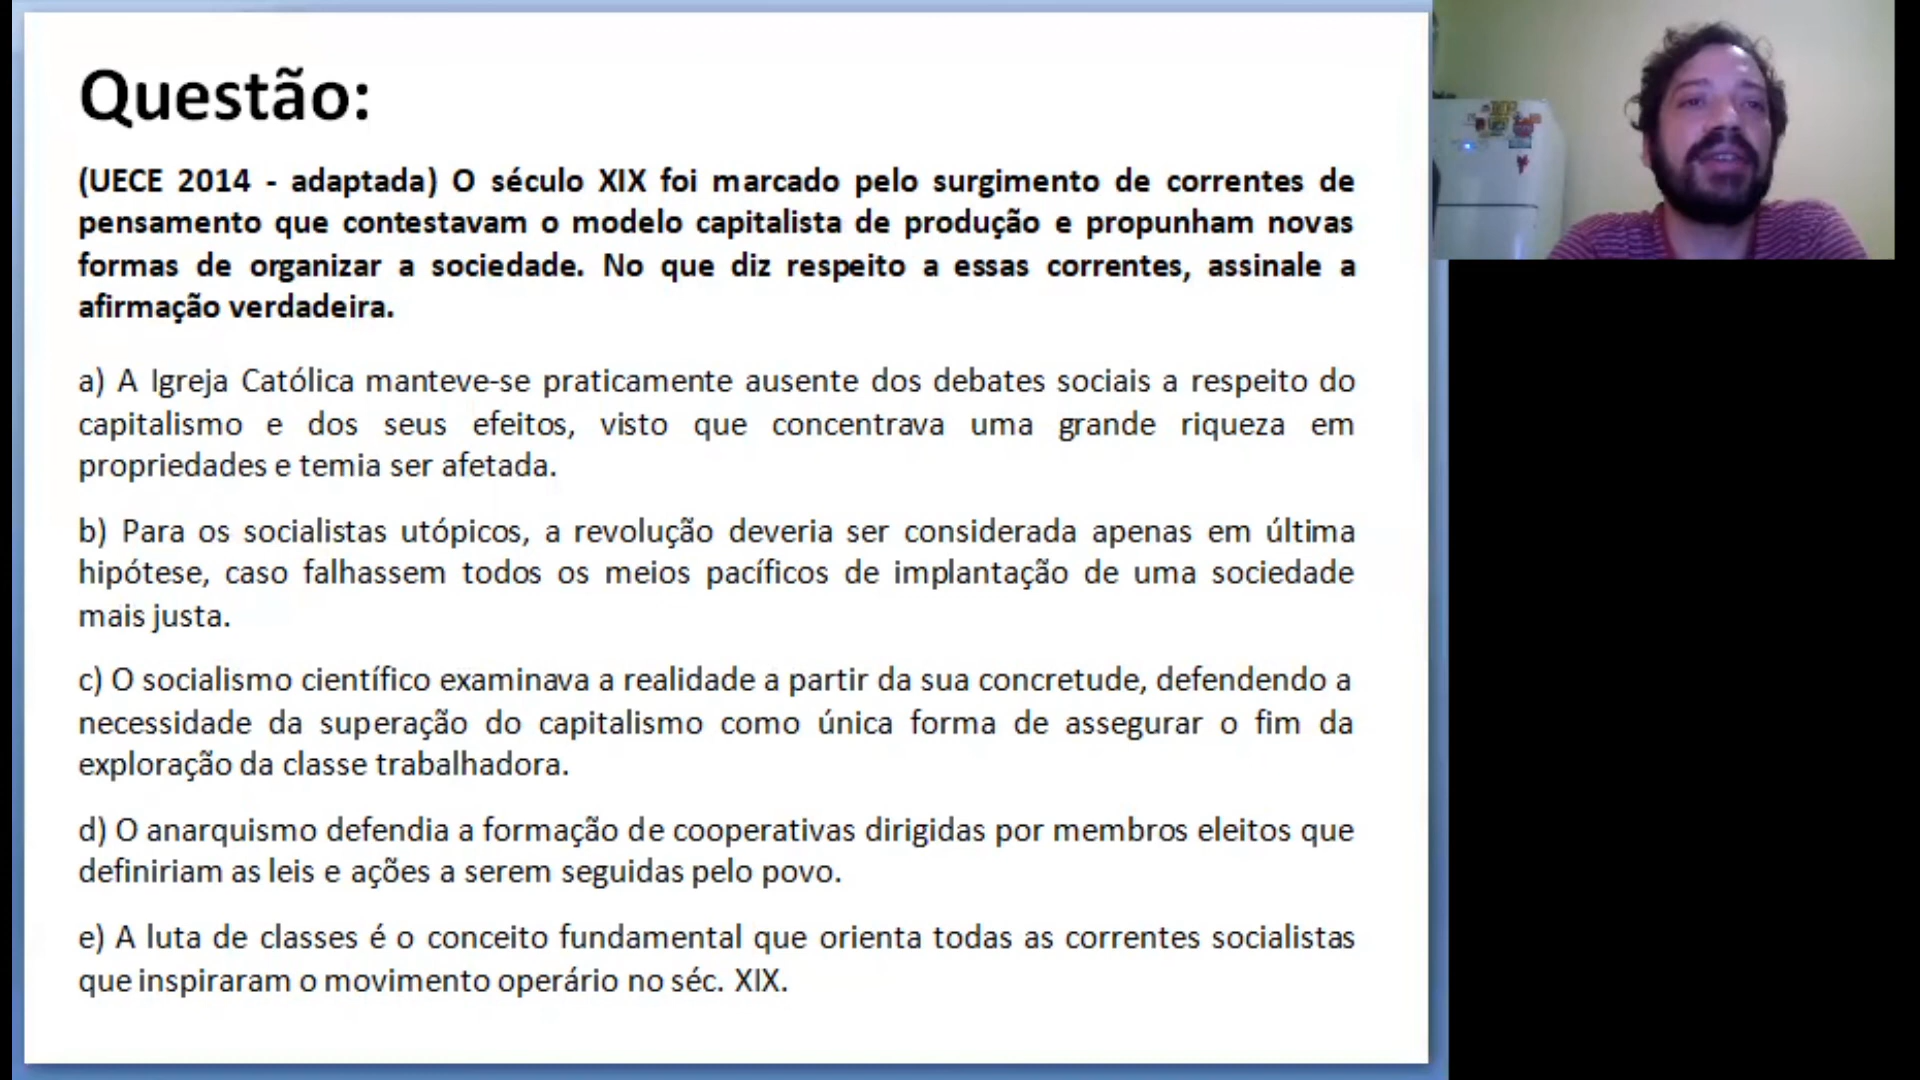 Questão:
(UECE 2014 - adaptada) O século XIX foi marcado pelo surgimento de correntes de
pensamento que contestavam o modelo capitalista de produção e propunham novas
formas de organizar a sociedade. No que diz respeito a essas correntes, assinale a
afirmação verdadeira.
a) A Igreja Católica manteve-se praticamente ausente dos debates sociais a respeito do
capitalismo e dos seus efeitos, visto que concentrava uma grande riqueza em
propriedades e temia ser afetada.
b) Para os socialistas utópicos, a revolução deveria ser considerada apenas em última
hipótese, caso falhassem todos os meios pacíficos de implantação de uma sociedade
mais justa.
c) O socialismo científico examinava a realidade a partir da sua concretude, defendendo a
necessidade da superação do capitalismo como única forma de assegurar o fim da
exploração da classe trabalhadora.
d) O anarquismo defendia a formação de cooperativas dirigidas por membros eleitos que
definiriam as leis e ações a serem seguidas pelo povo.
e) A luta de classes é o conceito fundamental que orienta todas as correntes socialistas
que inspiraram o movimento operário no séc. XIX.